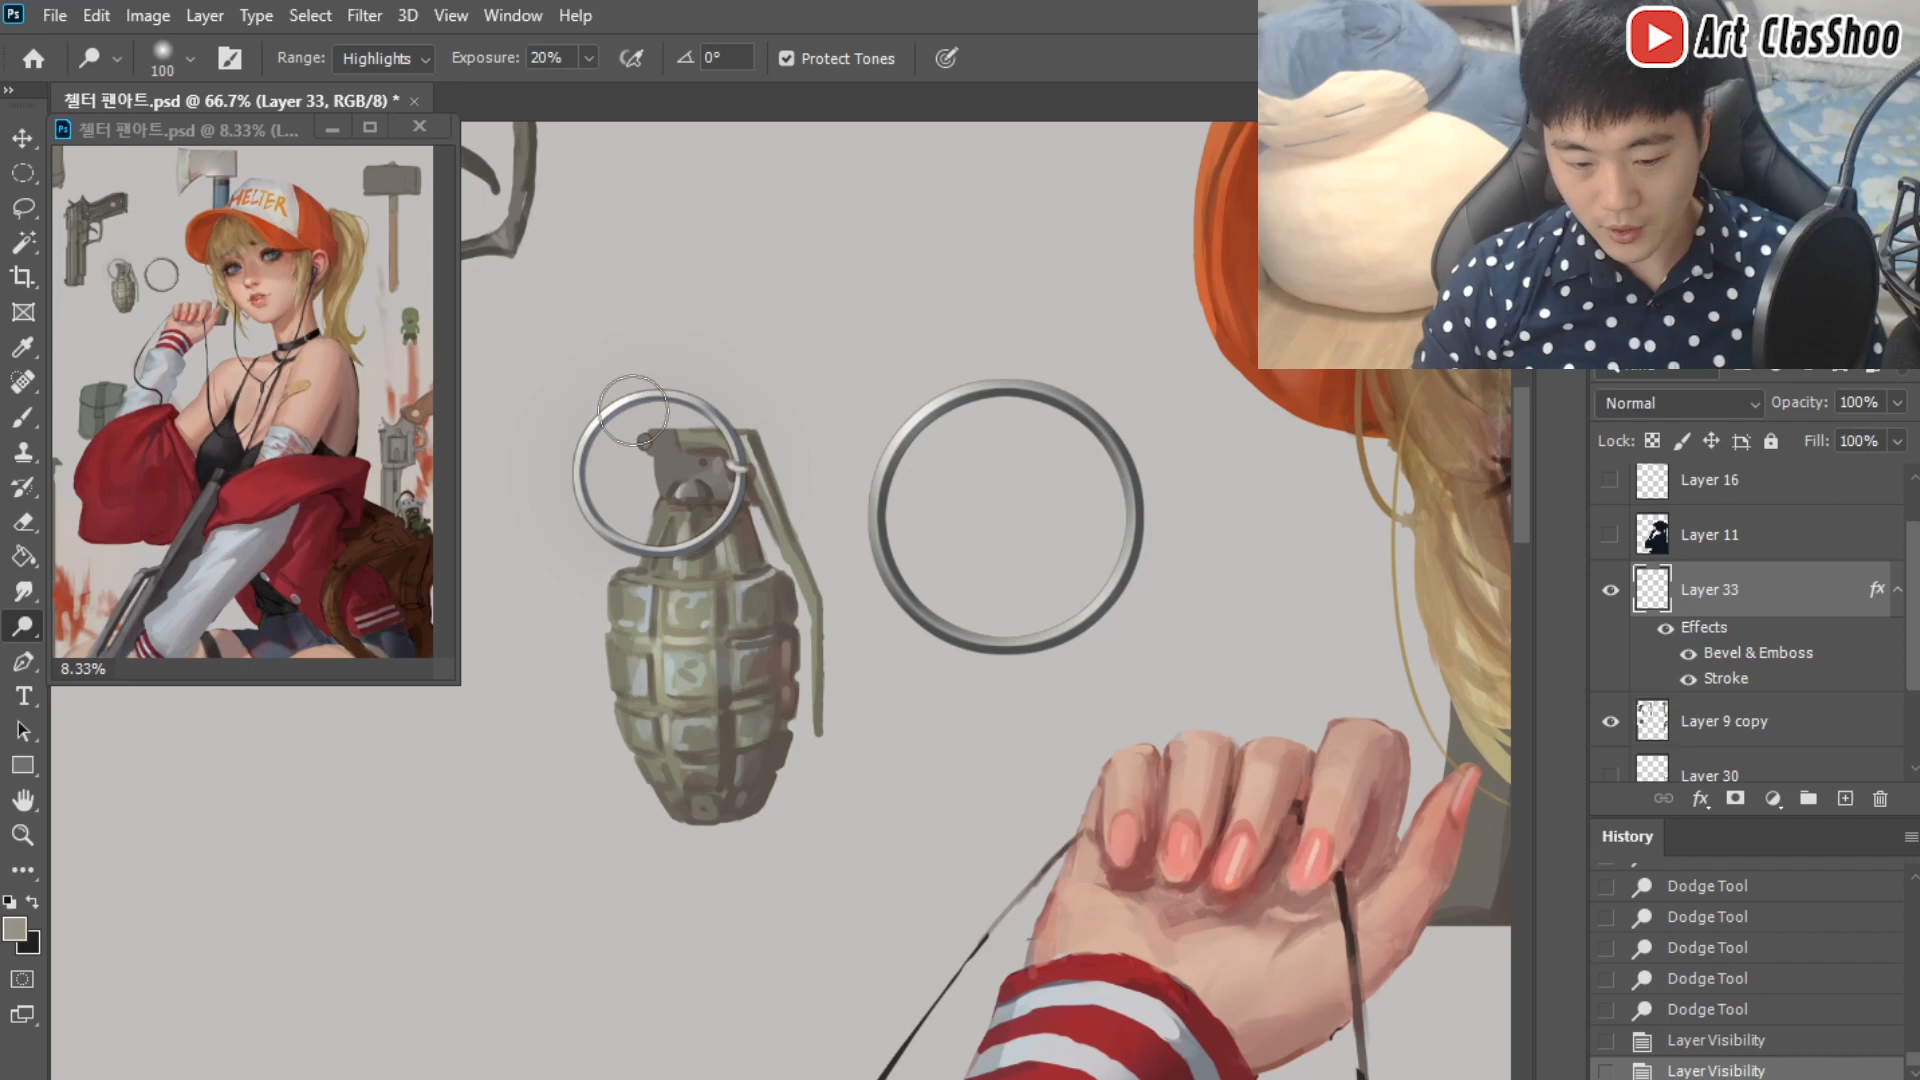 Ps File Edit Image Layer Type Select Filter 3D View Window Help
Art ClasShoo
100 Range: Highlights Exposure: 20% 0° Protect Tones
첼터 팬아트.psd @ 66.7% (Layer 33, RGB/8) *
Ps 첼터 팬아트.psd @ 8.33% (L...
HELTER
8.33%
Normal Opacity: 100%
Lock: Fill: 100%
Layer 16
Layer 11
Layer 33 fx
Effects
Bevel & Emboss
Stroke
Layer 9 copy
Layer 30
fx
History
Dodge Tool
Dodge Tool
Dodge Tool
Dodge Tool
Dodge Tool
Layer Visibility
Layer Visibility